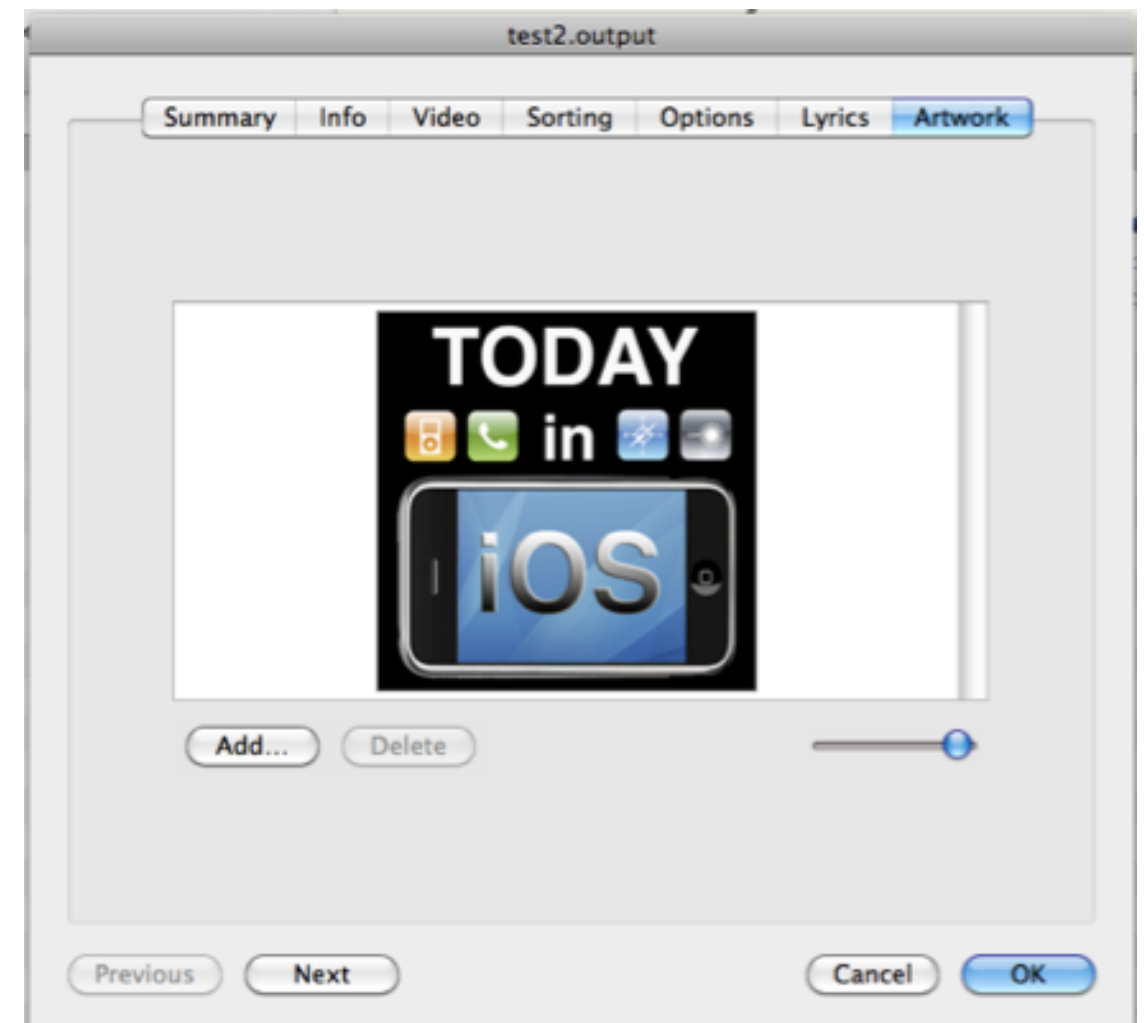 test2.output
Summary Info Video Sorting Options Lyrics Artwork
TODAY
in
iOS
Add... Delete
Previous Next Cancel OK